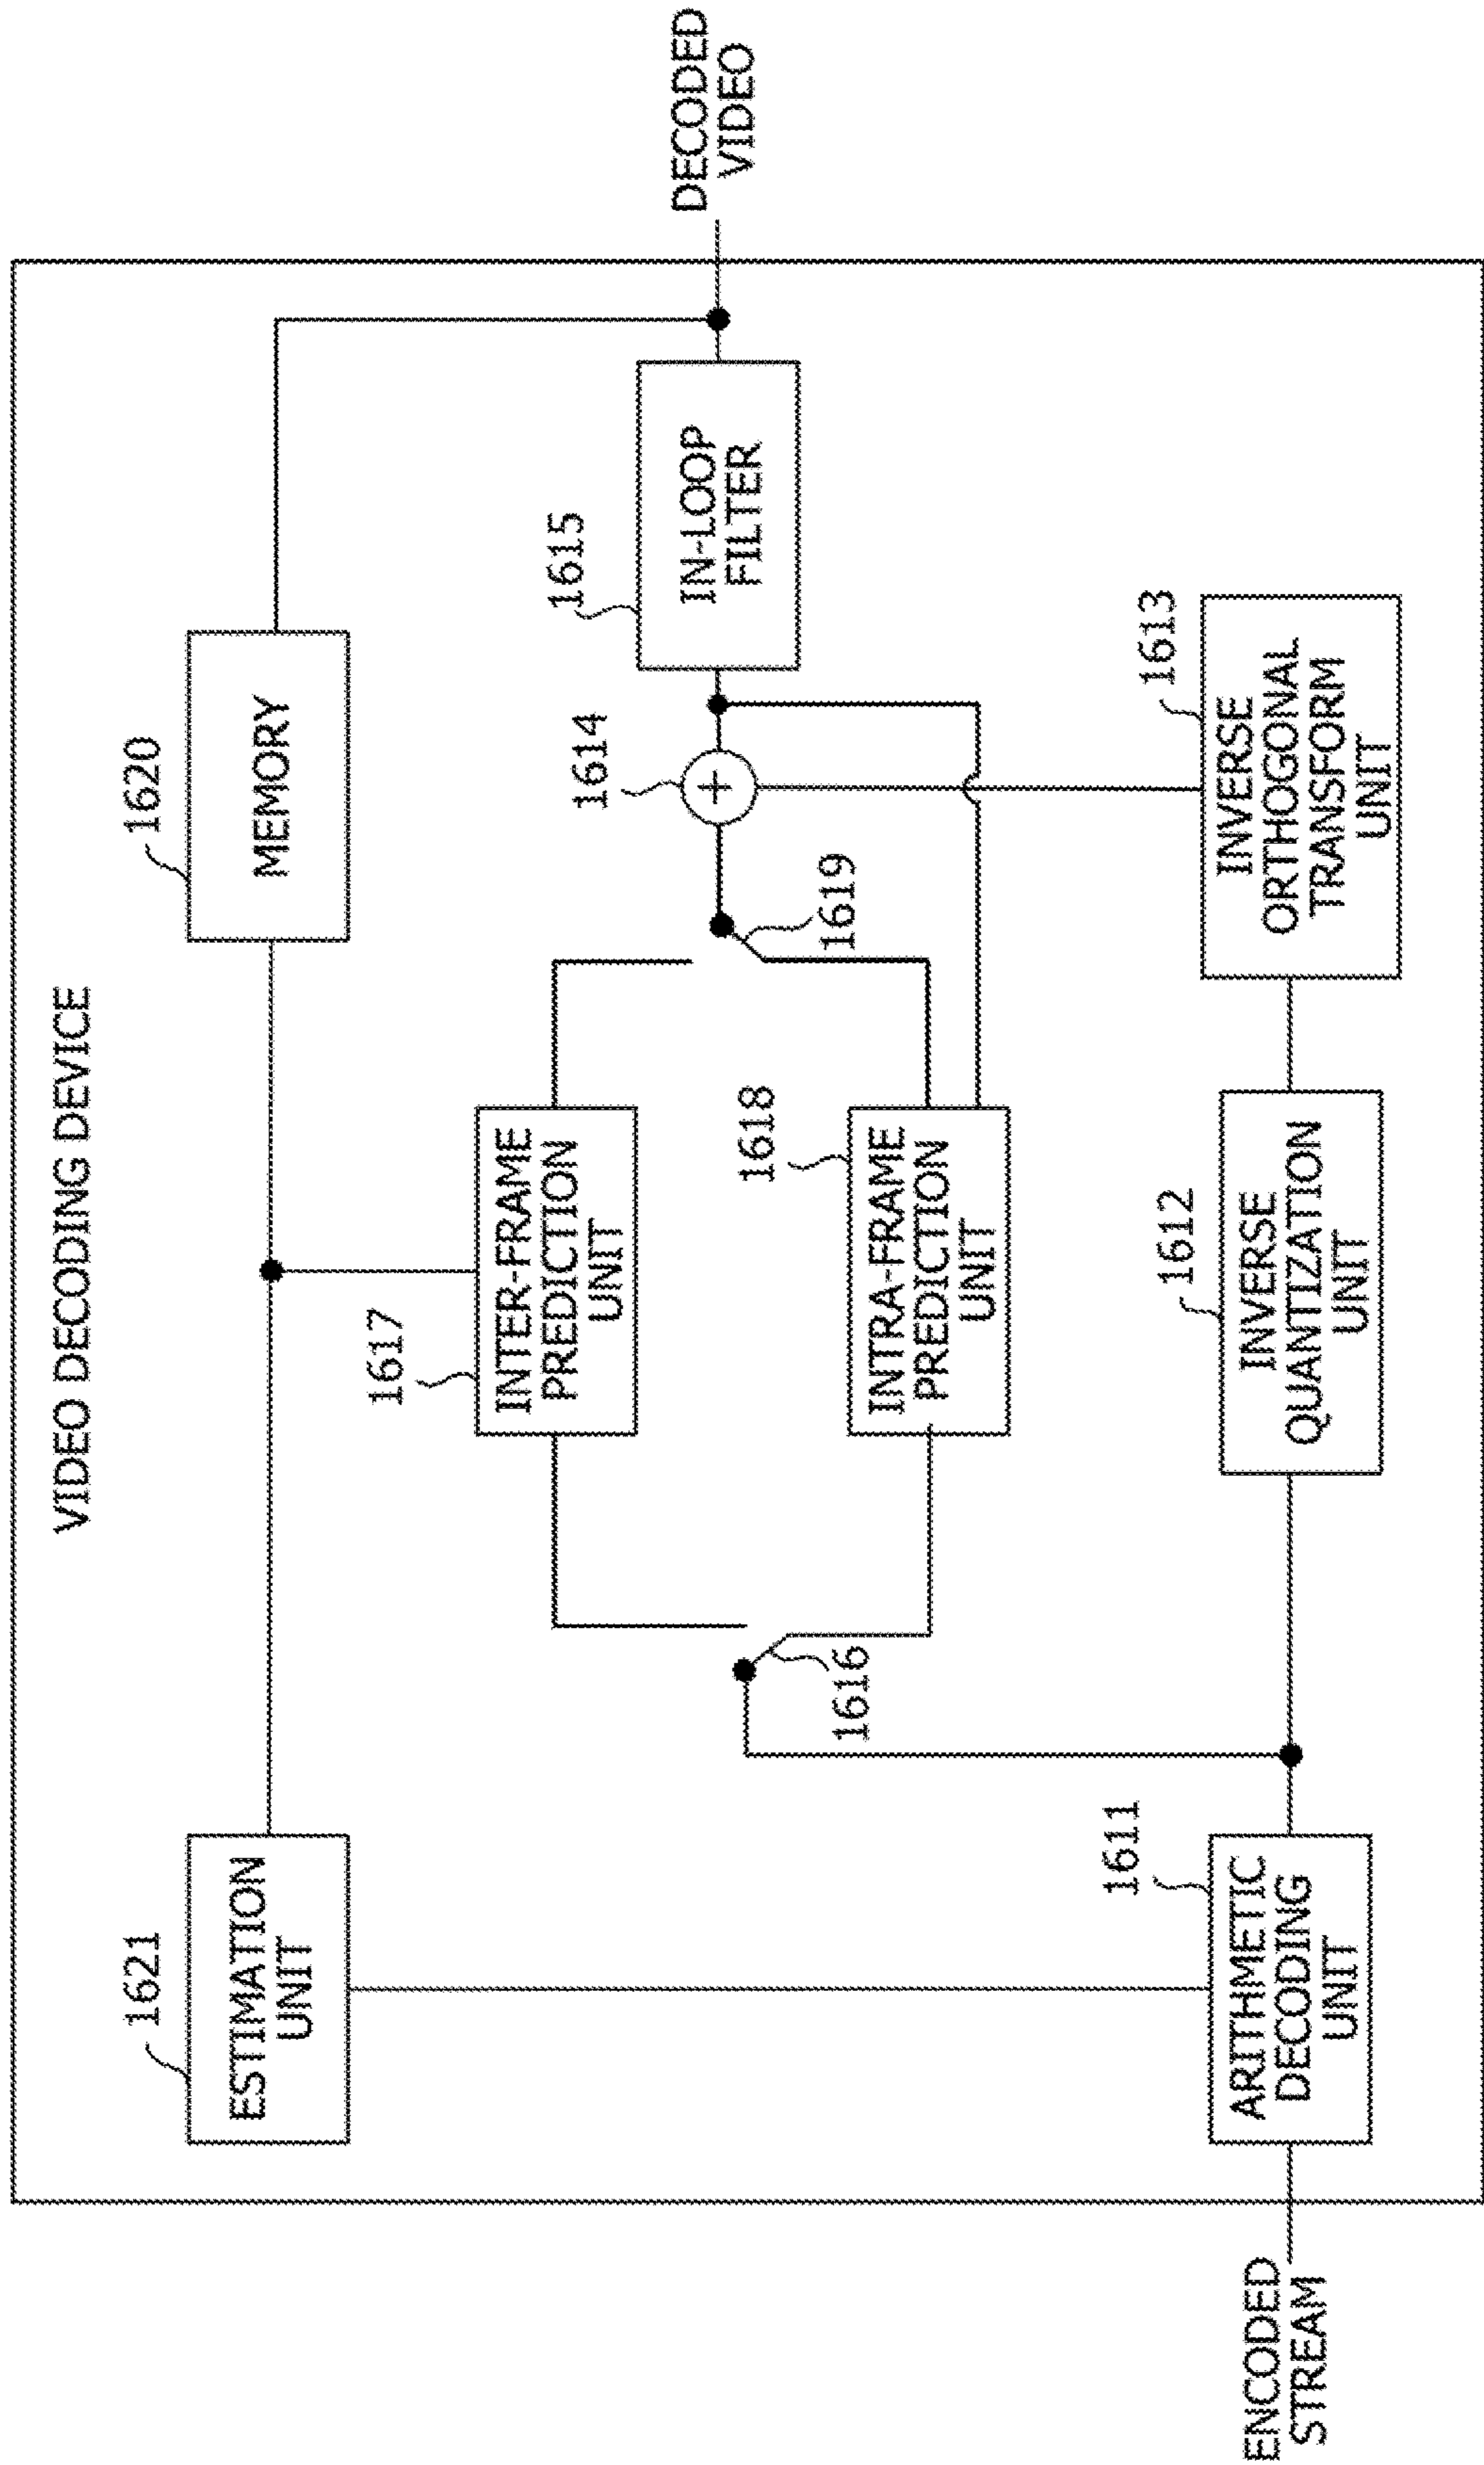 VIDEO DECODING DEVICE
1621
ESTIMATION
UNIT
1620
MEMORY
1617
INTER-FRAME
PREDICTION
UNIT
1614
+
1615
IN-LOOP
FILTER
DECODED
VIDEO
1616
1618
INTRA-FRAME
PREDICTION
UNIT
1619
ENCODED
STREAM
1611
ARITHMETIC
DECODING
UNIT
1612
INVERSE
QUANTIZATION
UNIT
1613
INVERSE
ORTHOGONAL
TRANSFORM
UNIT